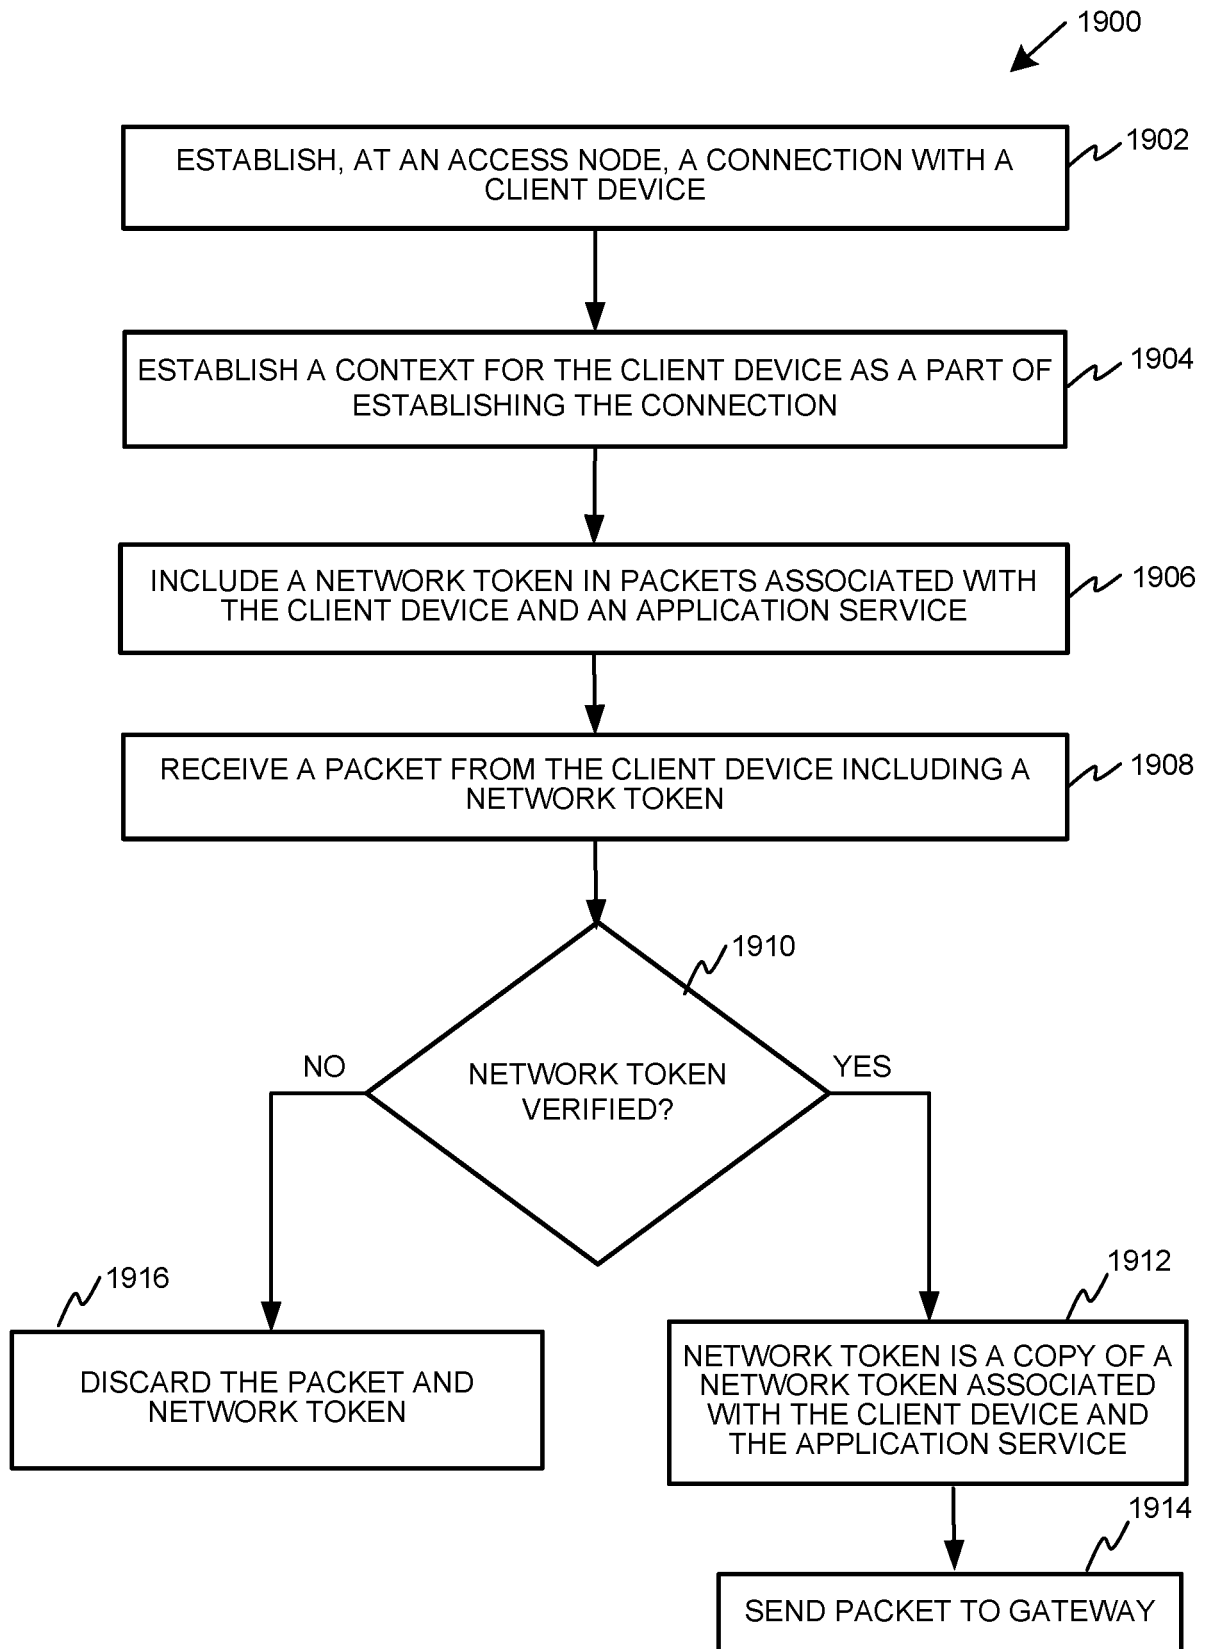 1900
ESTABLISH, AT AN ACCESS NODE, A CONNECTION WITH A
CLIENT DEVICE
1902
ESTABLISH A CONTEXT FOR THE CLIENT DEVICE AS A PART OF
ESTABLISHING THE CONNECTION
1904
INCLUDE A NETWORK TOKEN IN PACKETS ASSOCIATED WITH
THE CLIENT DEVICE AND AN APPLICATION SERVICE
1906
RECEIVE A PACKET FROM THE CLIENT DEVICE INCLUDING A
NETWORK TOKEN
1908
1910
NO
NETWORK TOKEN
VERIFIED?
YES
1916
DISCARD THE PACKET AND
NETWORK TOKEN
1912
NETWORK TOKEN IS A COPY OF A
NETWORK TOKEN ASSOCIATED
WITH THE CLIENT DEVICE AND
THE APPLICATION SERVICE
1914
SEND PACKET TO GATEWAY